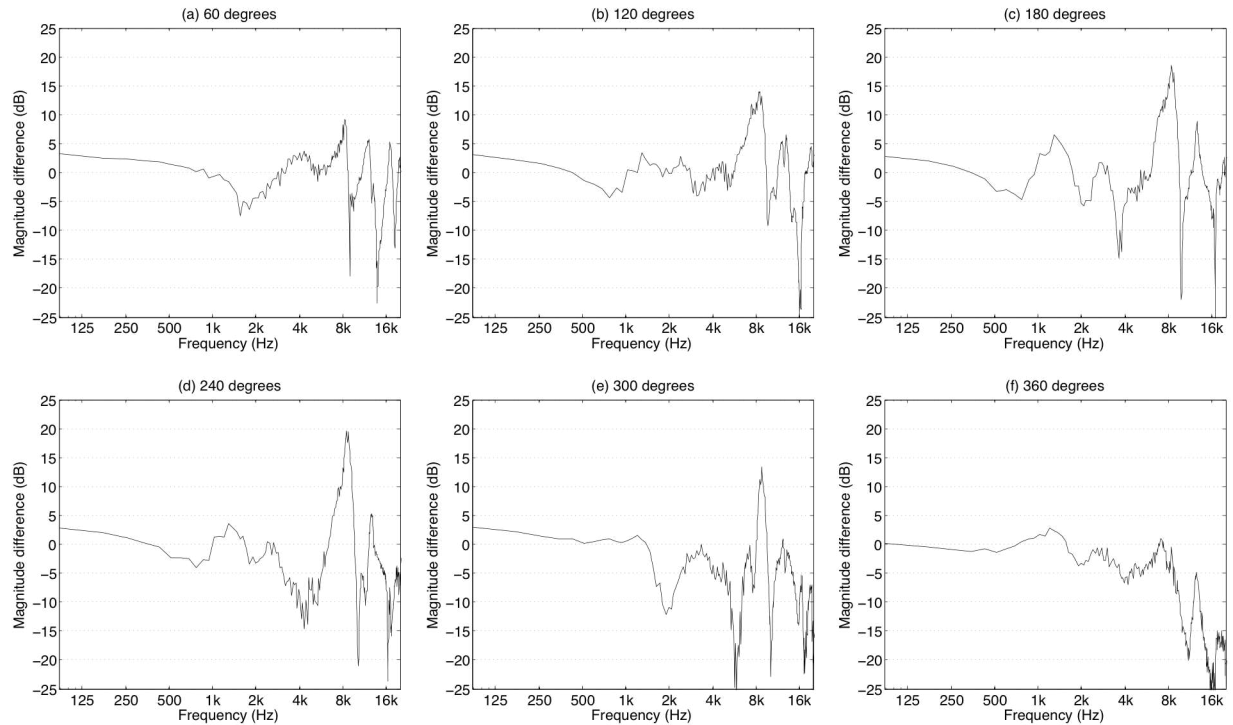 (a) 60 degrees
25
20
15
10
5
0
−5
−10
−15
−20
−25
Magnitude difference (dB)
125 250 500 1k 2k 4k 8k 16k
Frequency (Hz)
(b) 120 degrees
25
20
15
10
5
0
−5
−10
−15
−20
−25
Magnitude difference (dB)
125 250 500 1k 2k 4k 8k 16k
Frequency (Hz)
(c) 180 degrees
25
20
15
10
5
0
−5
−10
−15
−20
−25
Magnitude difference (dB)
125 250 500 1k 2k 4k 8k 16k
Frequency (Hz)
(d) 240 degrees
25
20
15
10
5
0
−5
−10
−15
−20
−25
Magnitude difference (dB)
125 250 500 1k 2k 4k 8k 16k
Frequency (Hz)
(e) 300 degrees
25
20
15
10
5
0
−5
−10
−15
−20
−25
Magnitude difference (dB)
125 250 500 1k 2k 4k 8k 16k
Frequency (Hz)
(f) 360 degrees
25
20
15
10
5
0
−5
−10
−15
−20
−25
Magnitude difference (dB)
125 250 500 1k 2k 4k 8k 16k
Frequency (Hz)